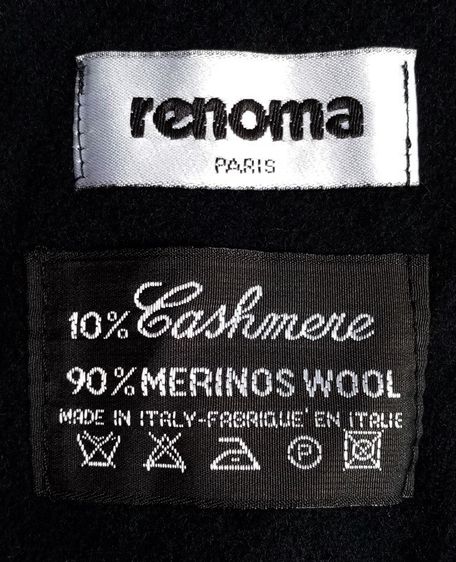 renoma
PARIS
10% Cashmere
90% MERINOS WOOL
MADE IN ITALY-FABRIQUE' EN ITALIE
P